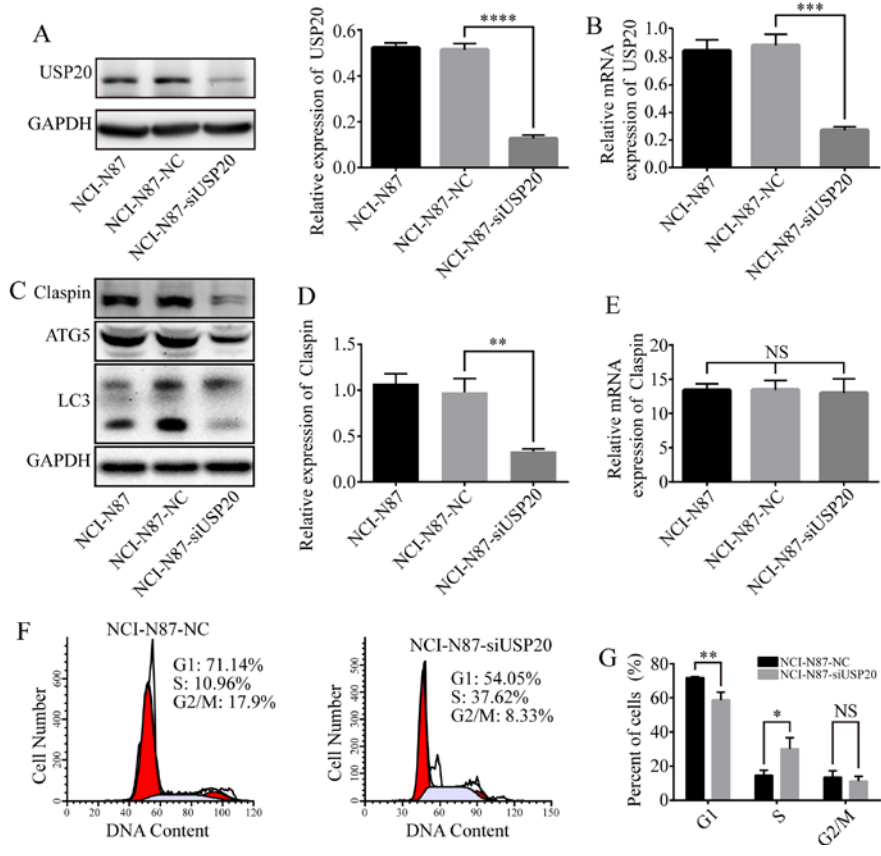 A
USP20
GAPDH
NCI-N87
NCI-N87-NC
NCI-N87-siUSP20
Relative expression of USP20
0.6
0.4
0.2
0.0
****
NCI-N87
NCI-N87-NC
NCI-N87-siUSP20
B
Relative mRNA
expression of USP20
1.0
0.8
0.6
0.4
0.2
0.0
***
NCI-N87
NCI-N87-NC
NCI-N87-siUSP20
C
Claspin
ATG5
LC3
GAPDH
NCI-N87
NCI-N87-NC
NCI-N87-siUSP20
D
Relative expression of Claspin
1.5
1.0
0.5
0.0
**
NCI-N87
NCI-N87-NC
NCI-N87-siUSP20
E
Relative mRNA
expression of Claspin
20
15
10
5
0
NS
NCI-N87
NCI-N87-NC
NCI-N87-siUSP20
F
NCI-N87-NC
G1: 71.14%
S: 10.96%
G2/M: 17.9%
Cell Number
600
400
200
0
0 20 40 60 80 100 120
DNA Content
NCI-N87-siUSP20
G1: 54.05%
S: 37.62%
G2/M: 8.33%
Cell Number
500
400
300
200
100
0
0 30 60 90 120 150
DNA Content
G
NCI-N87-NC
NCI-N87-siUSP20
Percent of cells (%)
80
60
40
20
0
**
*
NS
G1
S
G2/M